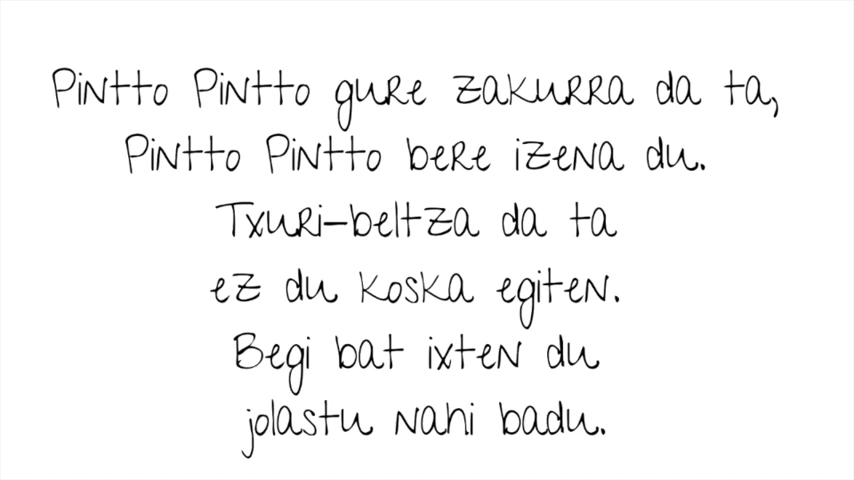 Pintto Pintto gure zakurra da ta,
Pintto Pintto bere izena du.
Txuri-beltza da ta
ez du koska egiten.
Begi bat ixten du
jolastu nahi badu.